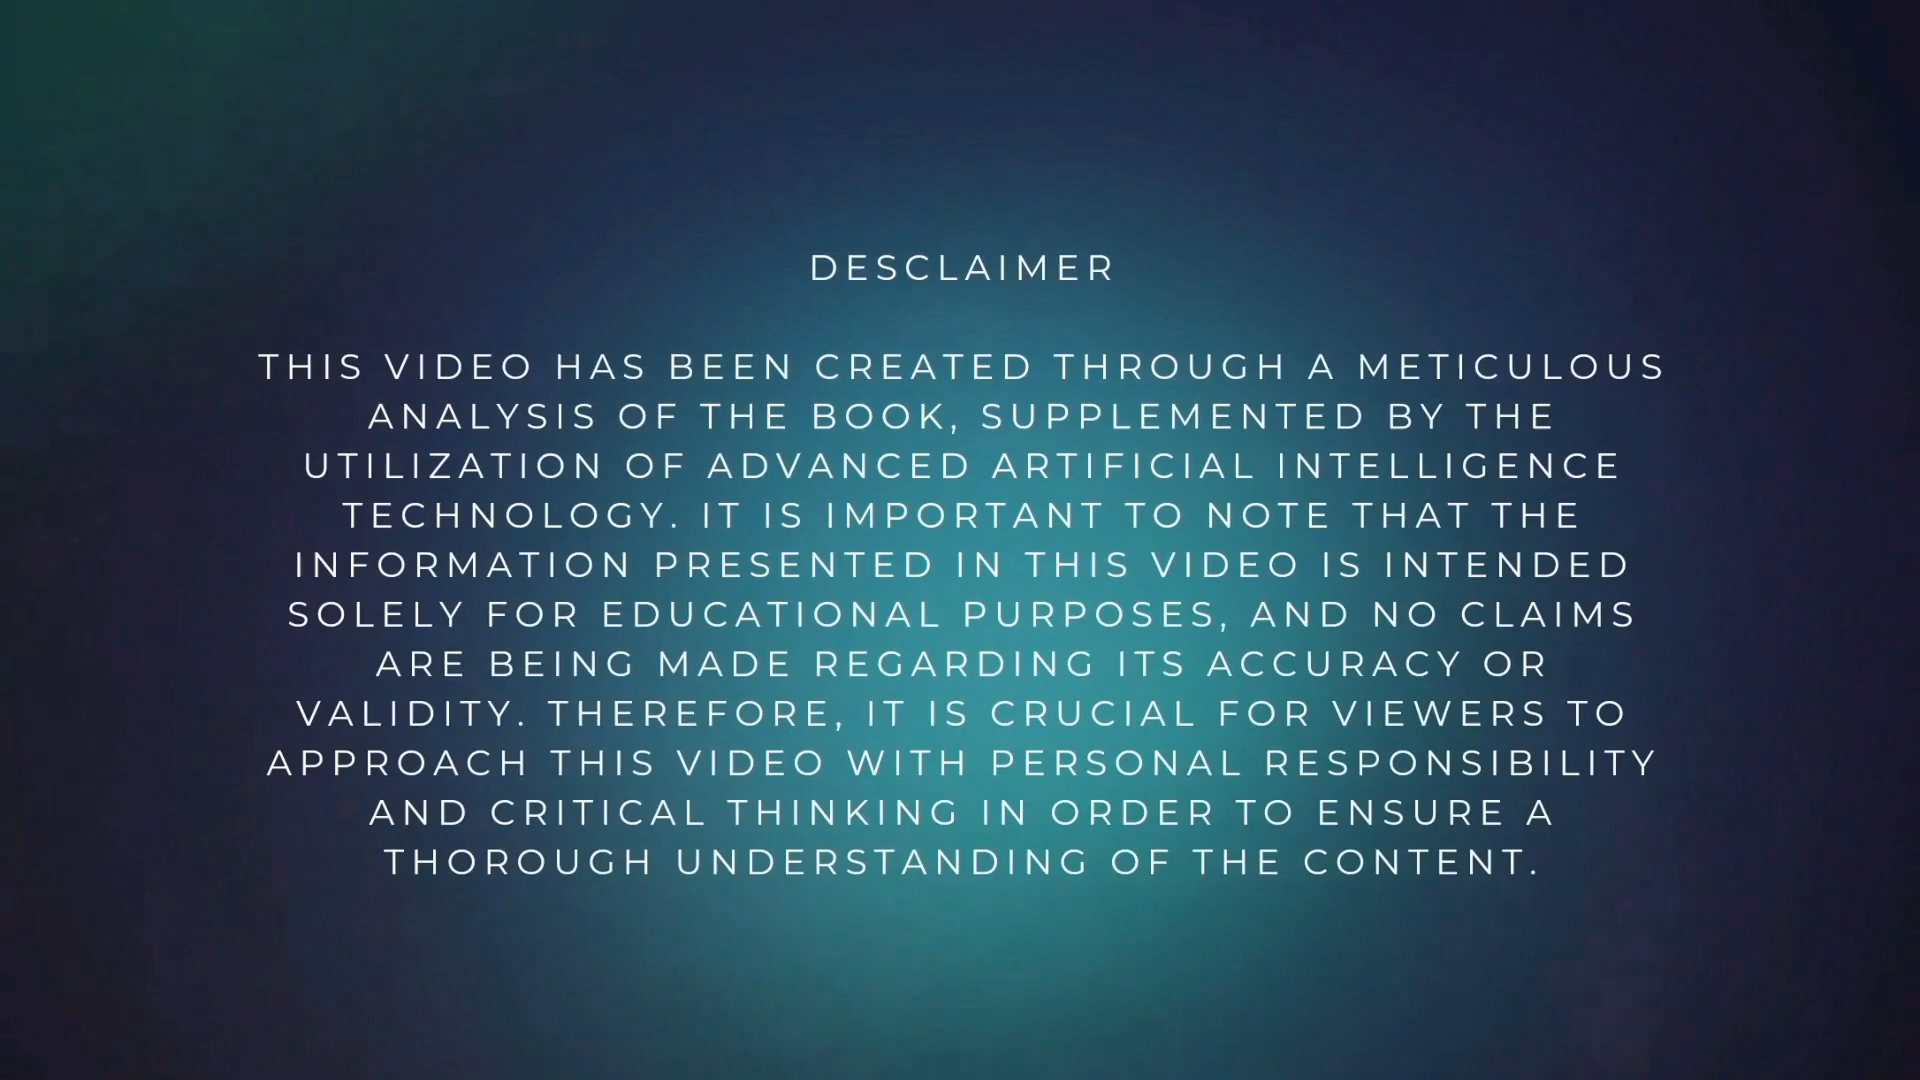 DESCLAIMER
THIS VIDEO HAS BEEN CREATED THROUGH A METICULOUS
ANALYSIS OF THE BOOK, SUPPLEMENTED BY THE
UTILIZATION OF ADVANCED ARTIFICIAL INTELLIGENCE
TECHNOLOGY. IT IS IMPORTANT TO NOTE THAT THE
INFORMATION PRESENTED IN THIS VIDEO IS INTENDED
SOLELY FOR EDUCATIONAL PURPOSES, AND NO CLAIMS
ARE BEING MADE REGARDING ITS ACCURACY OR
VALIDITY. THEREFORE, IT IS CRUCIAL FOR VIEWERS TO
APPROACH THIS VIDEO WITH PERSONAL RESPONSIBILITY
AND CRITICAL THINKING IN ORDER TO ENSURE A
THOROUGH UNDERSTANDING OF THE CONTENT.